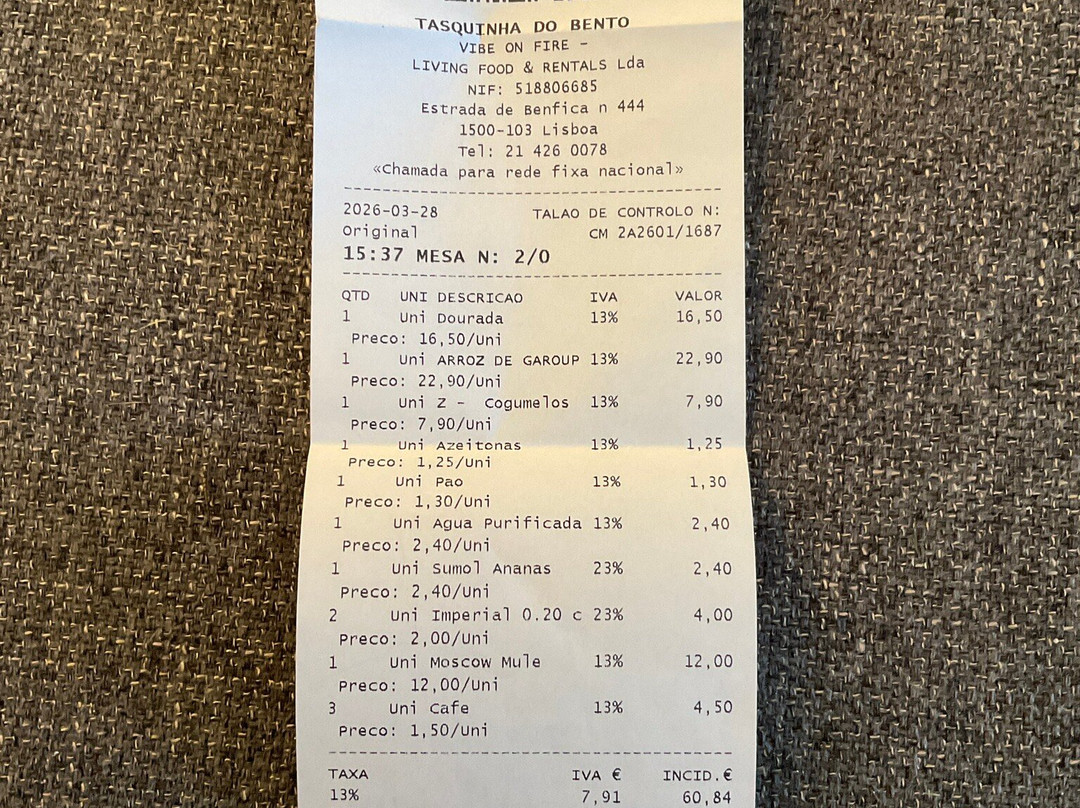 TASQUINHA DO BENTO
VIBE ON FIRE -
LIVING FOOD & RENTALS Lda
NIF: 518806685
Estrada de Benfica n 444
1500-103 Lisboa
Tel: 21 426 0078
«Chamada para rede fixa nacional»
2026-03-28 TALAO DE CONTROLO N:
Original CM 2A2601/1687
15:37 MESA N: 2/0
QTD UNI DESCRICAO IVA VALOR
1 Uni Dourada 13% 16,50
Preco: 16,50/Uni
1 Uni ARROZ DE GAROUP 13% 22,90
Preco: 22,90/Uni
1 Uni Z - Cogumelos 13% 7,90
Preco: 7,90/Uni
1 Uni Azeitonas 13% 1,25
Preco: 1,25/Uni
1 Uni Pao 13% 1,30
Preco: 1,30/Uni
1 Uni Agua Purificada 13% 2,40
Preco: 2,40/Uni
1 Uni Sumol Ananas 23% 2,40
Preco: 2,40/Uni
2 Uni Imperial 0.20 c 23% 4,00
Preco: 2,00/Uni
1 Uni Moscow Mule 13% 12,00
Preco: 12,00/Uni
3 Uni Cafe 13% 4,50
Preco: 1,50/Uni
TAXA IVA € INCID.€
13% 7,91 60,84